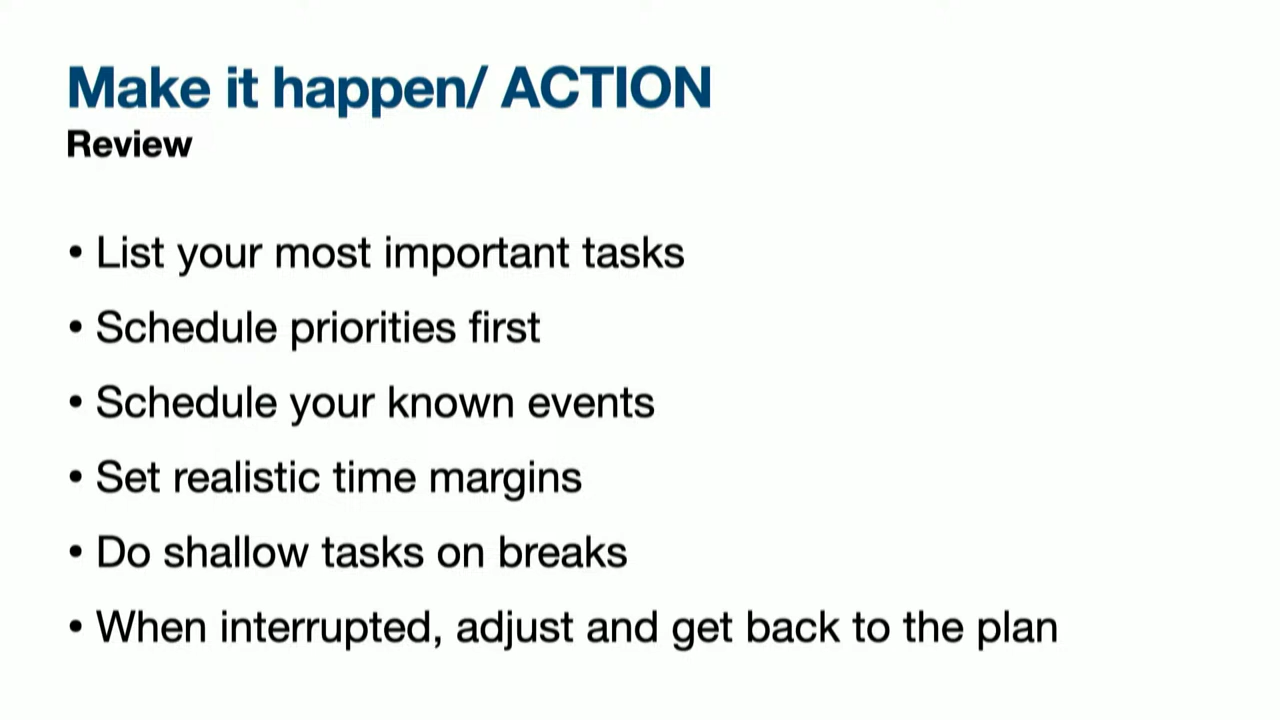 Make it happen/ ACTION
Review
• List your most important tasks
• Schedule priorities first
• Schedule your known events
• Set realistic time margins
• Do shallow tasks on breaks
• When interrupted, adjust and get back to the plan